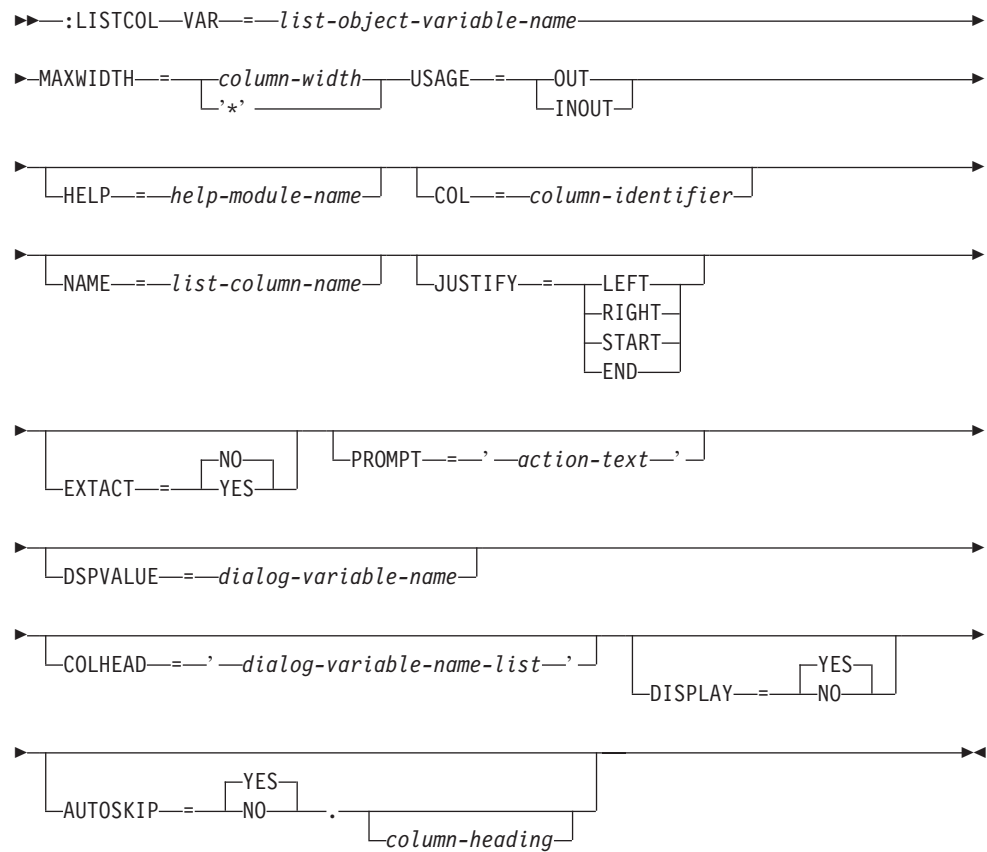 :LISTCOL VAR = list-object-variable-name
MAXWIDTH = column-width USAGE = OUT
'*' INOUT
HELP = help-module-name COL = column-identifier
NAME = list-column-name JUSTIFY = LEFT
RIGHT
START
END
NO
EXTACT = YES PROMPT = ' action-text '
DSPVALUE = dialog-variable-name
COLHEAD = ' dialog-variable-name-list '
YES
DISPLAY = NO
YES
AUTOSKIP = NO .
column-heading